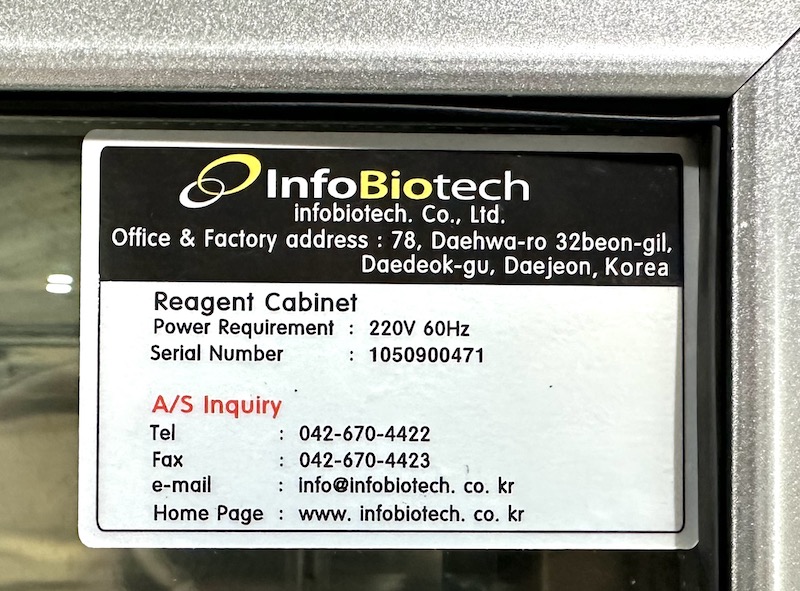 InfoBiotech
infobiotech. Co., Ltd.
Office & Factory address : 78, Daehwa-ro 32beon-gil,
Daedeok-gu, Daejeon, Korea
Reagent Cabinet
Power Requirement : 220V 60Hz
Serial Number : 1050900471
A/S Inquiry
Tel : 042-670-4422
Fax : 042-670-4423
e-mail : info@infobiotech. co. kr
Home Page : www. infobiotech. co. kr